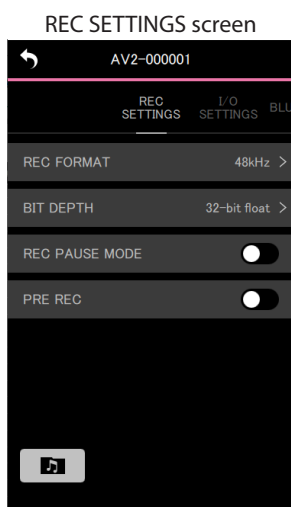 REC SETTINGS screen
AV2-000001
REC SETTINGS
I/O SETTINGS
BLU
REC FORMAT 48kHz >
BIT DEPTH 32-bit float >
REC PAUSE MODE
PRE REC